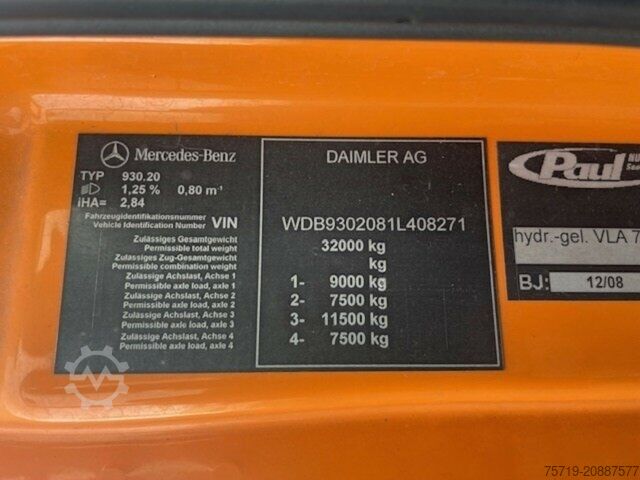 Mercedes-Benz
TYP 930.20
1,25 % 0,80 m-1
iHA= 2,84
Fahrzeugidentifikationsnummer
Vehicle Identification Number VIN
Zulässiges Gesamtgewicht
Permissible total weight
Zulässiges Zug-Gesamtgewicht
Permissible combination weight
Zulässige Achslast, Achse 1
Permissible axle load, axle 1
Zulässige Achslast, Achse 2
Permissible axle load, axle 2
Zulässige Achslast, Achse 3
Permissible axle load, axle 3
Zulässige Achslast, Achse 4
Permissible axle load, axle 4
DAIMLER AG
WDB9302081L408271
32000 kg
kg
1- 9000 kg
2- 7500 kg
3- 11500 kg
4- 7500 kg
Paul
hydr.-gel. VLA 7
BJ: 12/08
75719-20887577